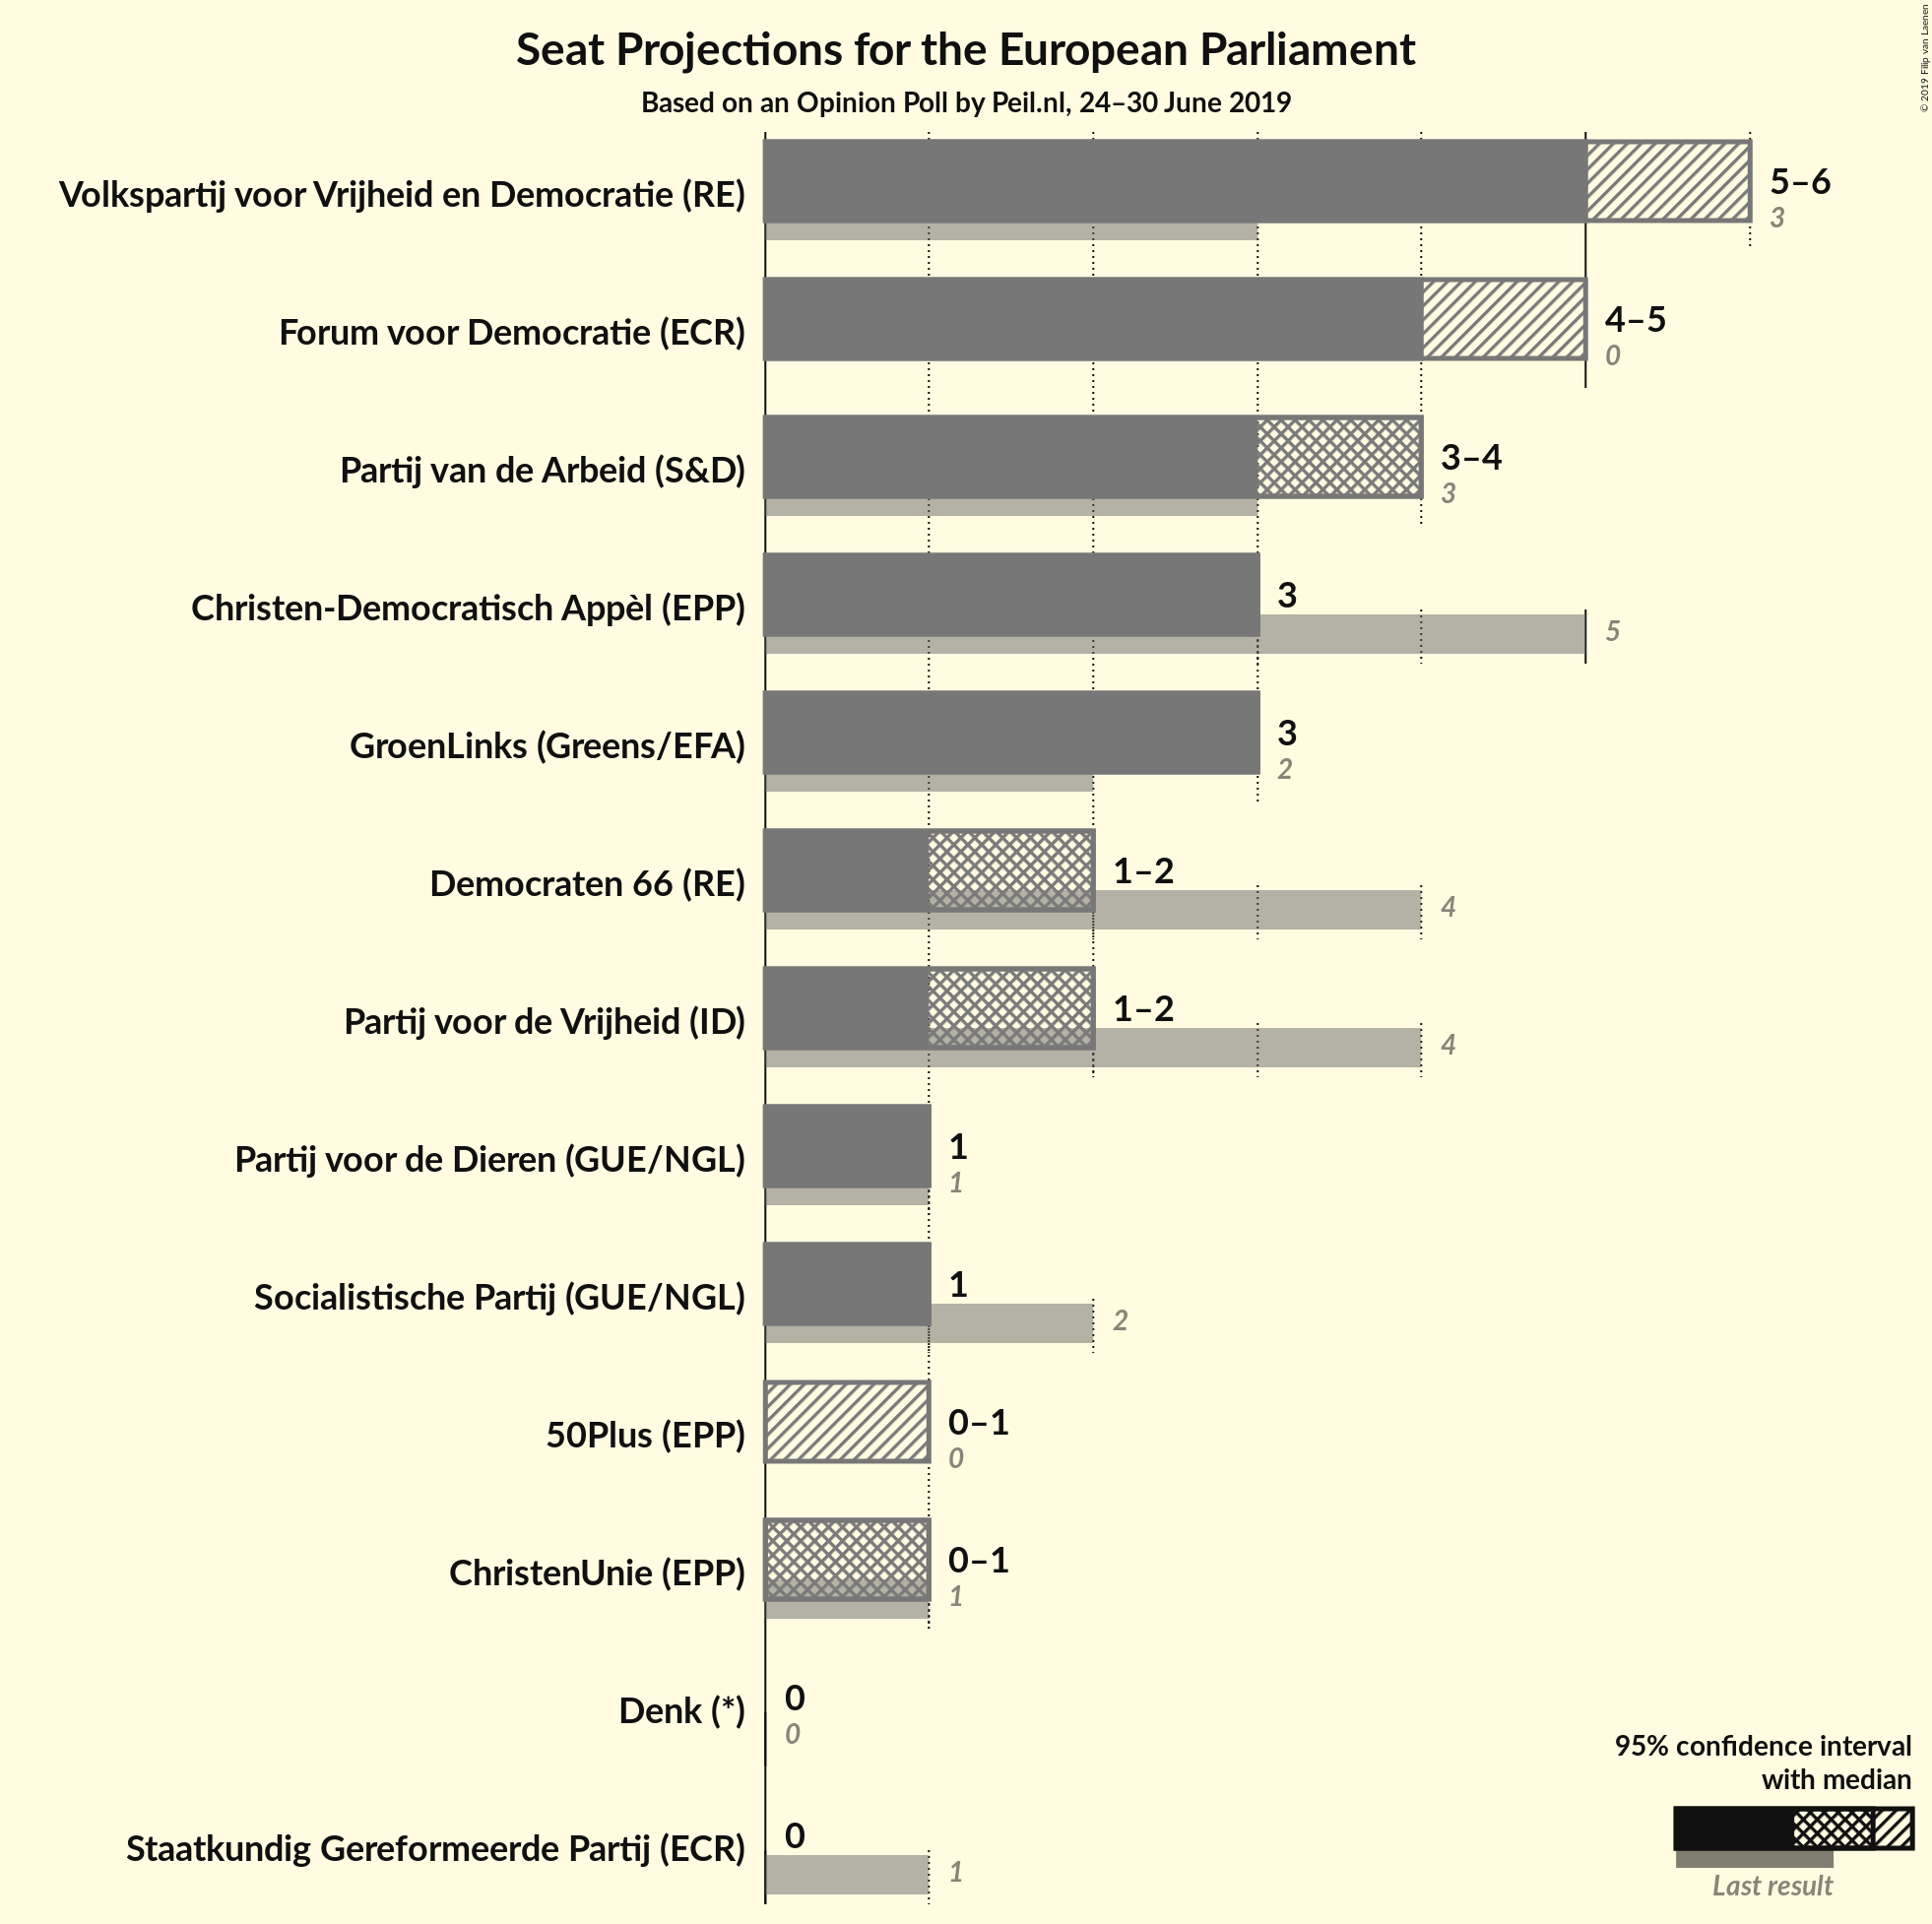 Seat Projections for the European Parliament
Based on an Opinion Poll by Peil.nl, 24–30 June 2019
© 2019 Filip van Laenen
Volkspartij voor Vrijheid en Democratie (RE)
5–6
3
Forum voor Democratie (ECR)
4–5
0
Partij van de Arbeid (S&D)
3–4
3
Christen-Democratisch Appèl (EPP)
3
5
GroenLinks (Greens/EFA)
3
2
Democraten 66 (RE)
1–2
4
Partij voor de Vrijheid (ID)
1–2
4
Partij voor de Dieren (GUE/NGL)
1
1
Socialistische Partij (GUE/NGL)
1
2
50Plus (EPP)
0–1
0
ChristenUnie (EPP)
0–1
1
Denk (*)
0
0
Staatkundig Gereformeerde Partij (ECR)
0
1
95% confidence interval
with median
Last result